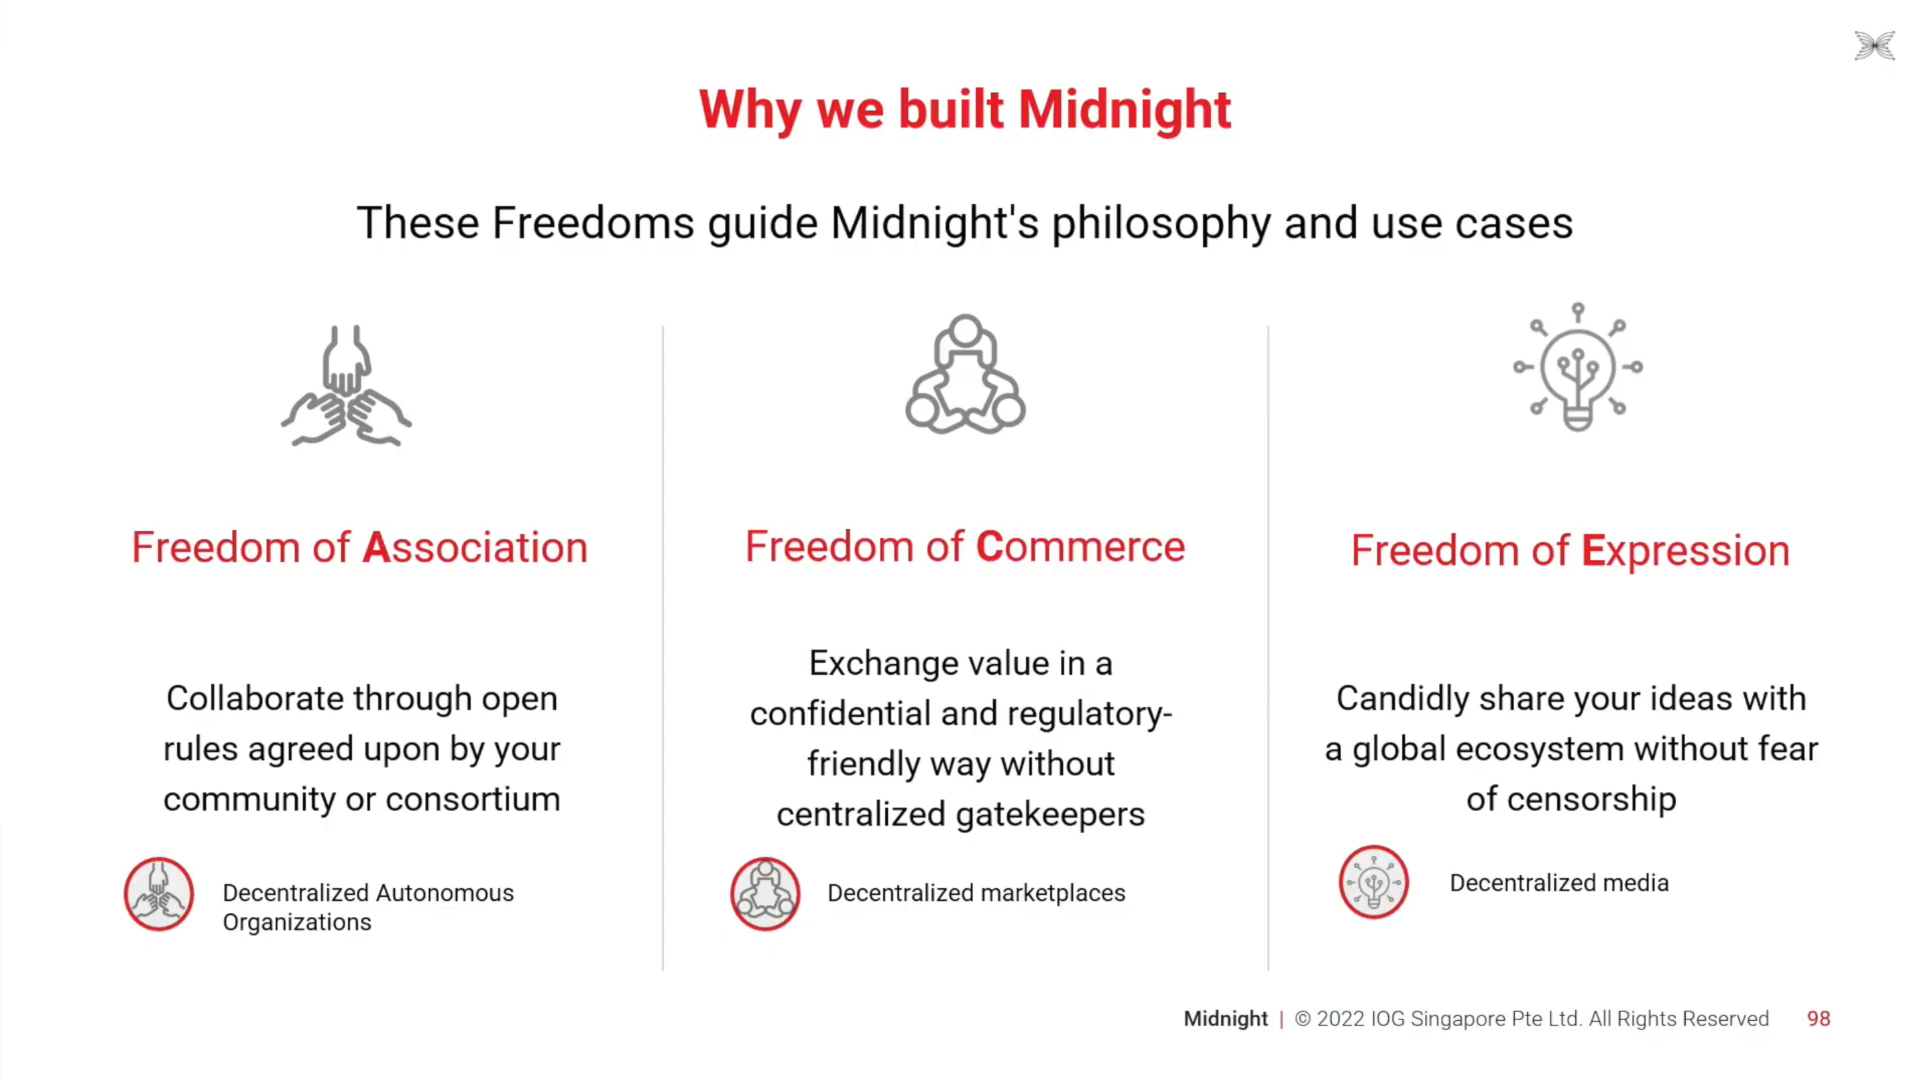 Why we built Midnight
These Freedoms guide Midnight's philosophy and use cases
Freedom of Association
Collaborate through open
rules agreed upon by your
community or consortium
Decentralized Autonomous
Organizations
Freedom of Commerce
Exchange value in a
confidential and regulatory-
friendly way without
centralized gatekeepers
Decentralized marketplaces
Freedom of Expression
Candidly share your ideas with
a global ecosystem without fear
of censorship
Decentralized media
Midnight | © 2022 IOG Singapore Pte Ltd. All Rights Reserved 98